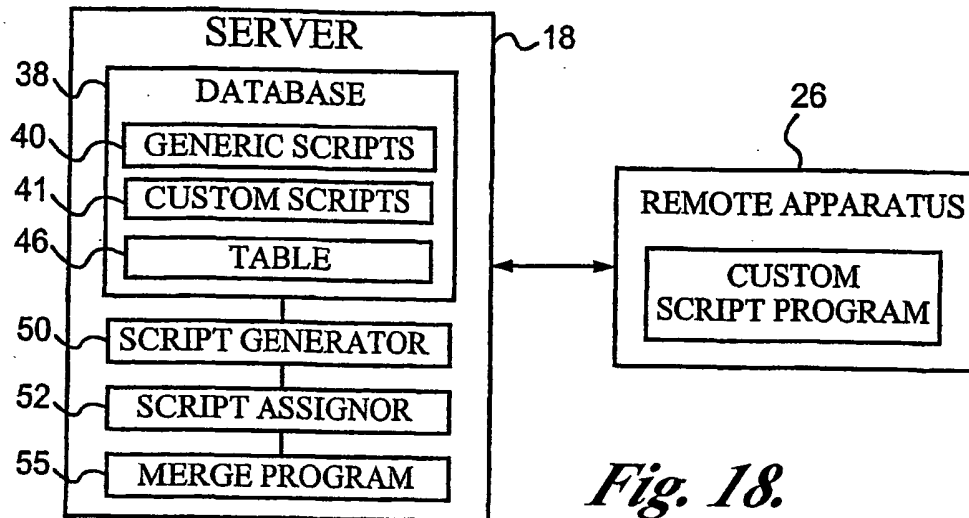 SERVER
18
38
DATABASE
40
GENERIC SCRIPTS
41
CUSTOM SCRIPTS
46
TABLE
50
SCRIPT GENERATOR
52
SCRIPT ASSIGNOR
55
MERGE PROGRAM
26
REMOTE APPARATUS
CUSTOM
SCRIPT PROGRAM
Fig. 18.